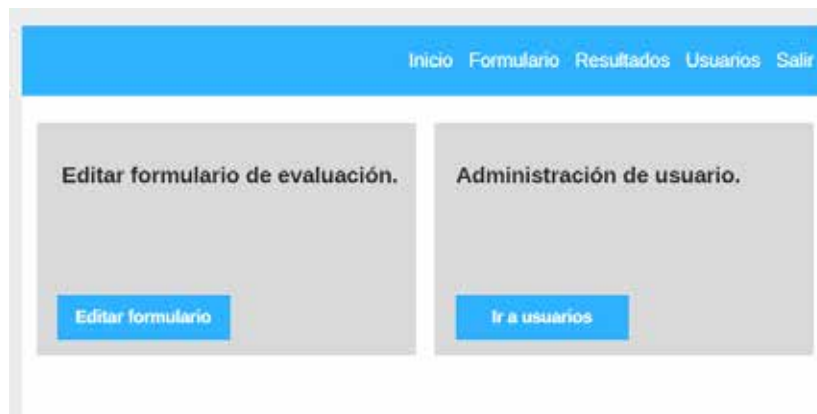 Inicio Formulario Resultados Usuarios Salir
Editar formulario de evaluación.
Administración de usuario.
Editar formulario
Ir a usuarios